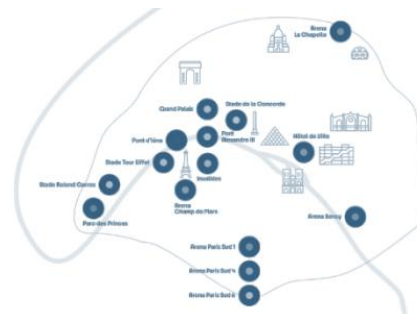 Arena
La Chapelle
Grand Palais
Stade de la Concorde
Pont
Alexandre III
Pont d'Iéna
Hôtel de Ville
Stade Tour Eiffel
Invalides
Stade Roland Garros
Arena
Champ de Mars
Parc des Princes
Arena Bercy
Arena Paris Sud 1
Arena Paris Sud 4
Arena Paris Sud 6